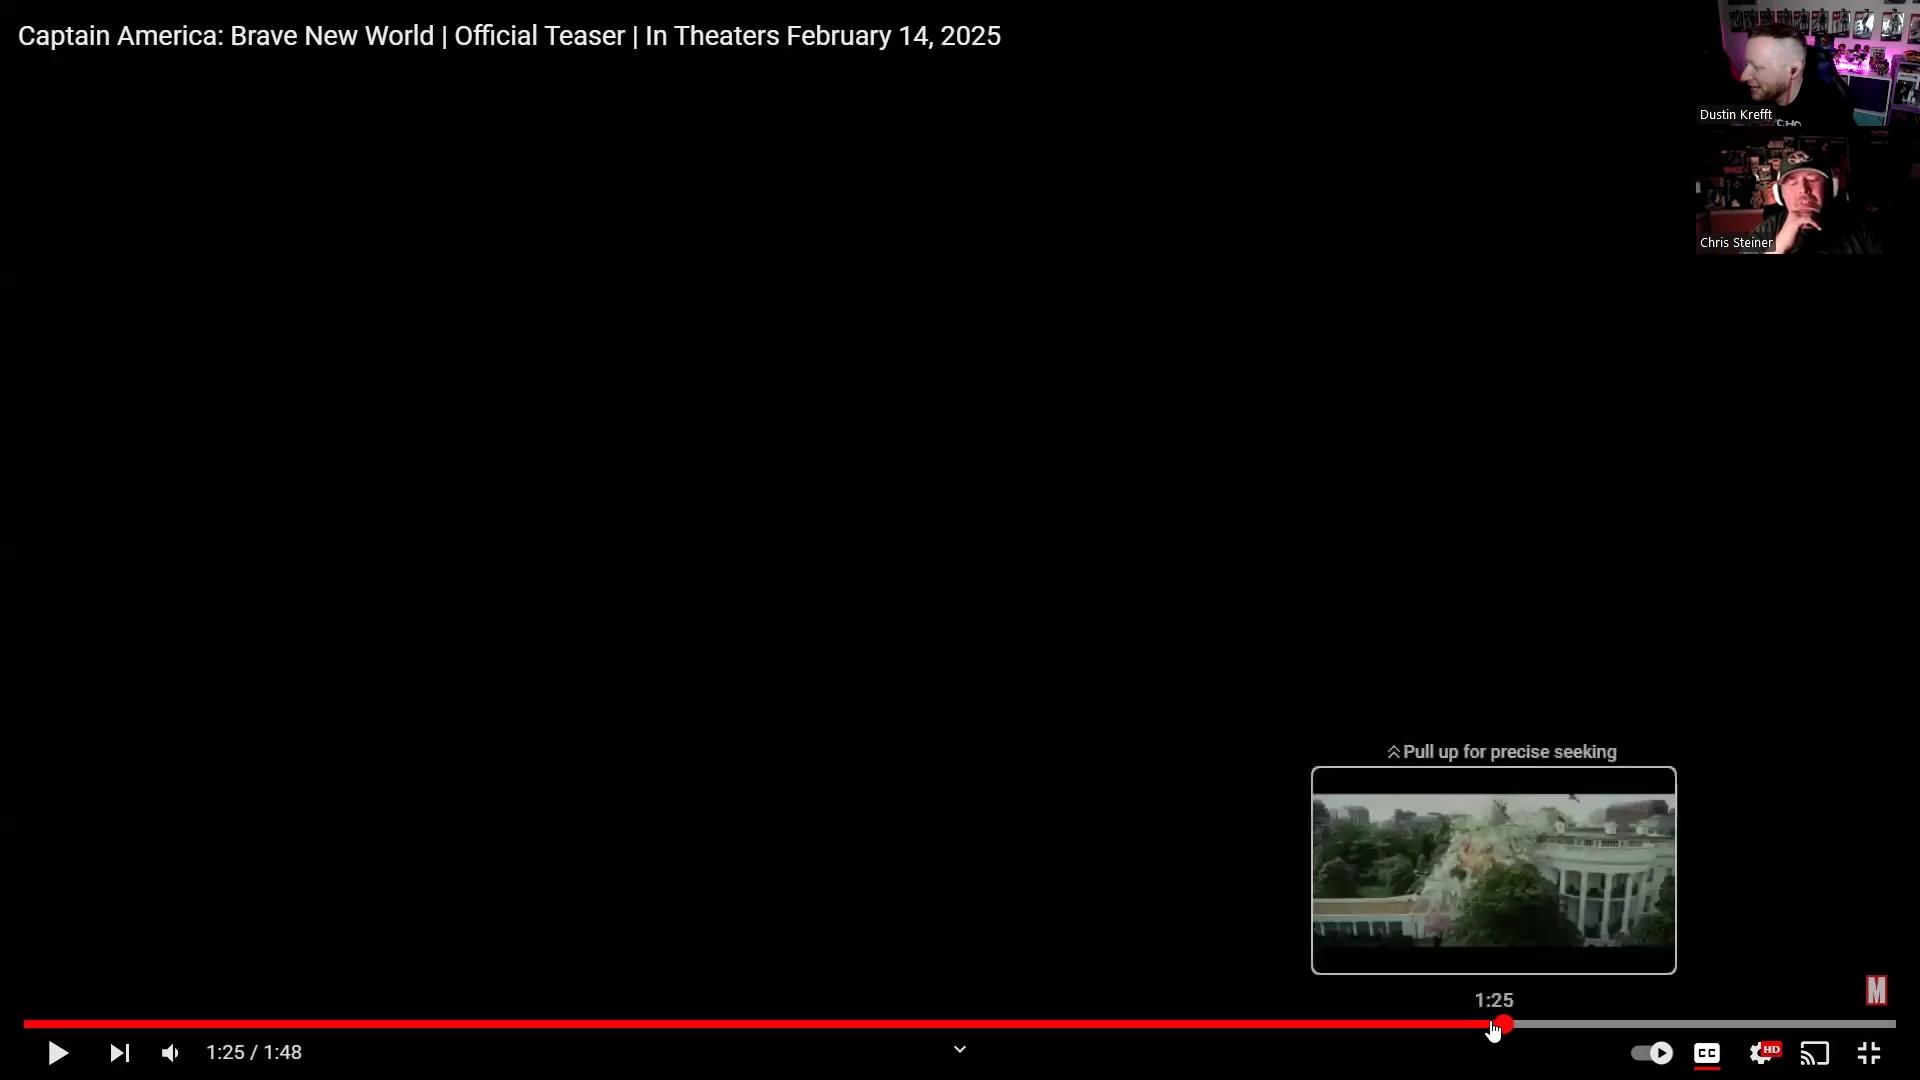 Captain America: Brave New World | Official Teaser | In Theaters February 14, 2025
Dustin Krefft
Chris Steiner
Pull up for precise seeking
1:25
M
1:25 / 1:48
CC
HD